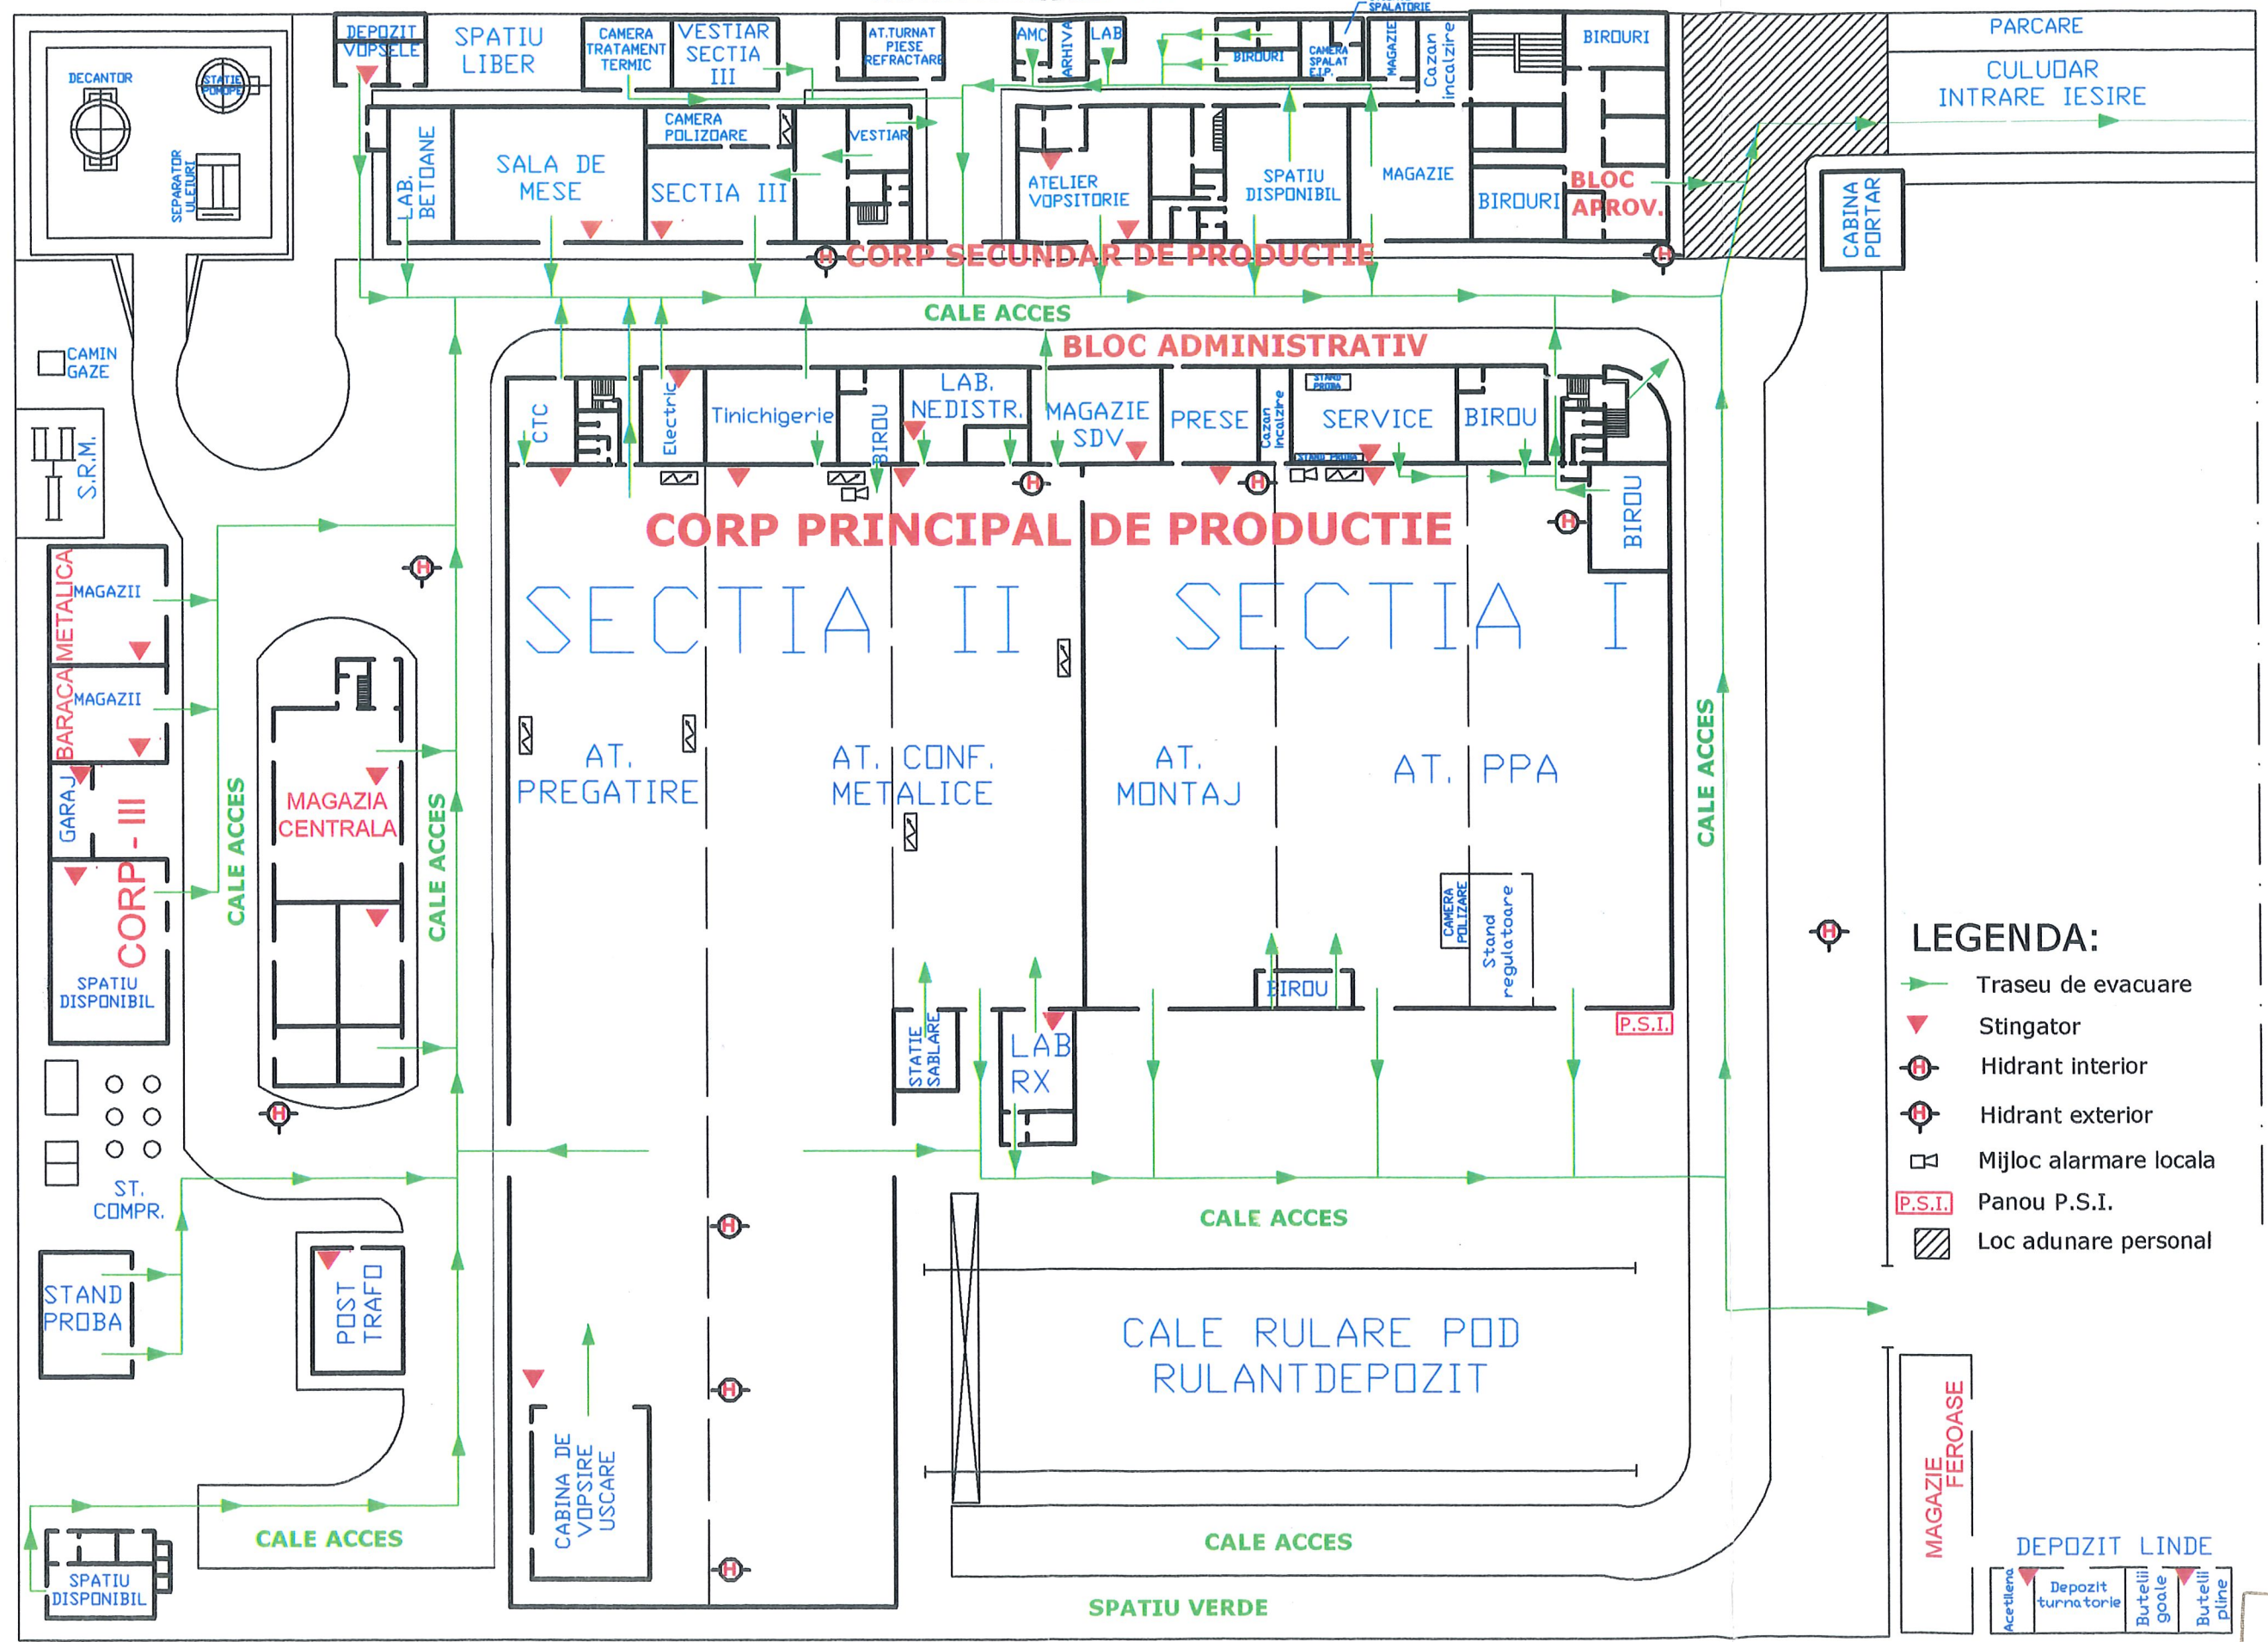 SPALATORIE
DEPOZIT
VOPSELE
SPATIU
LIBER
CAMERA
TRATAMENT
TERMIC
VESTIAR
SECTIA
III
AT.TURNAT
PIESE
REFRACTARE
AMC
ARHIVA
LAB
BIROURI
CAMERA
SPALAT
E.I.P.
MAGAZIE
Cazan
incalzire
BIROURI
PARCARE
CULUOAR
INTRARE IESIRE
DECANTOR
STATIE
POMOPE
SEPARATOR
ULEIURI
LAB.
BETOANE
SALA DE
MESE
CAMERA
POLIZOARE
SECTIA III
VESTIAR
ATELIER
VOPSITORIE
SPATIU
DISPONIBIL
MAGAZIE
BIROURI
BLOC
APROV.
CABINA
PORTAR
H
CORP SECUNDAR DE PRODUCTIE
H
CALE ACCES
BLOC ADMINISTRATIV
CAMIN
GAZE
S.R.M.
CTC
Electric
Tinichigerie
BIROU
LAB.
NEDISTR.
MAGAZIE
SDV
PRESE
Cazan
incalzire
STAND
PROBA
SERVICE
STAND PROBA
BIROU
BIROU
H
H
H
H
CORP PRINCIPAL DE PRODUCTIE
SECTIA II
SECTIA I
BARACA METALICA
MAGAZII
MAGAZII
GARAJ
CORP - III
SPATIU
DISPONIBIL
CALE ACCES
MAGAZIA
CENTRALA
CALE ACCES
AT.
PREGATIRE
AT. CONF.
METALICE
AT.
MONTAJ
AT. PPA
CALE ACCES
CAMERA
POLIZARE
Stand
regulatoare
BIROU
STATIE
SABLARE
LAB
RX
P.S.I.
H
H
LEGENDA:
Traseu de evacuare
Stingator
H Hidrant interior
H Hidrant exterior
Mijloc alarmare locala
P.S.I. Panou P.S.I.
Loc adunare personal
ST.
COMPR.
STAND
PROBA
POST
TRAFO
CALE ACCES
H
H
H
CALE RULARE POD
RULANTDEPOZIT
CABINA DE
VOPSIRE
USCARE
CALE ACCES
CALE ACCES
SPATIU
DISPONIBIL
SPATIU VERDE
MAGAZIE
FEROASE
DEPOZIT LINDE
Acetilena
Depozit
turnatorie
Butelii
goale
Butelii
pline